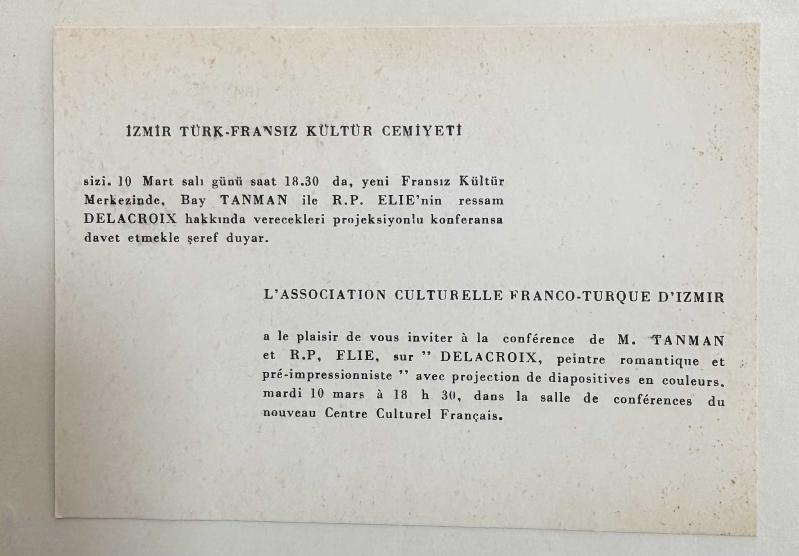 İZMİR TÜRK-FRANSIZ KÜLTÜR CEMİYETİ
sizi. 10 Mart salı günü saat 18.30 da, yeni Fransız Kültür
Merkezinde, Bay TANMAN ile R.P. ELIE'nin ressam
DELACROIX hakkında verecekleri projeksiyonlu konferansa
davet etmekle şeref duyar.
L'ASSOCIATION CULTURELLE FRANCO-TURQUE D'IZMIR
a le plaisir de vous inviter à la conférence de M. TANMAN
et R.P, ELIE, sur " DELACROIX, peintre romantique et
pré-impressionniste " avec projection de diapositives en couleurs.
mardi 10 mars à 18 h 30, dans la salle de conférences du
nouveau Centre Culturel Français.